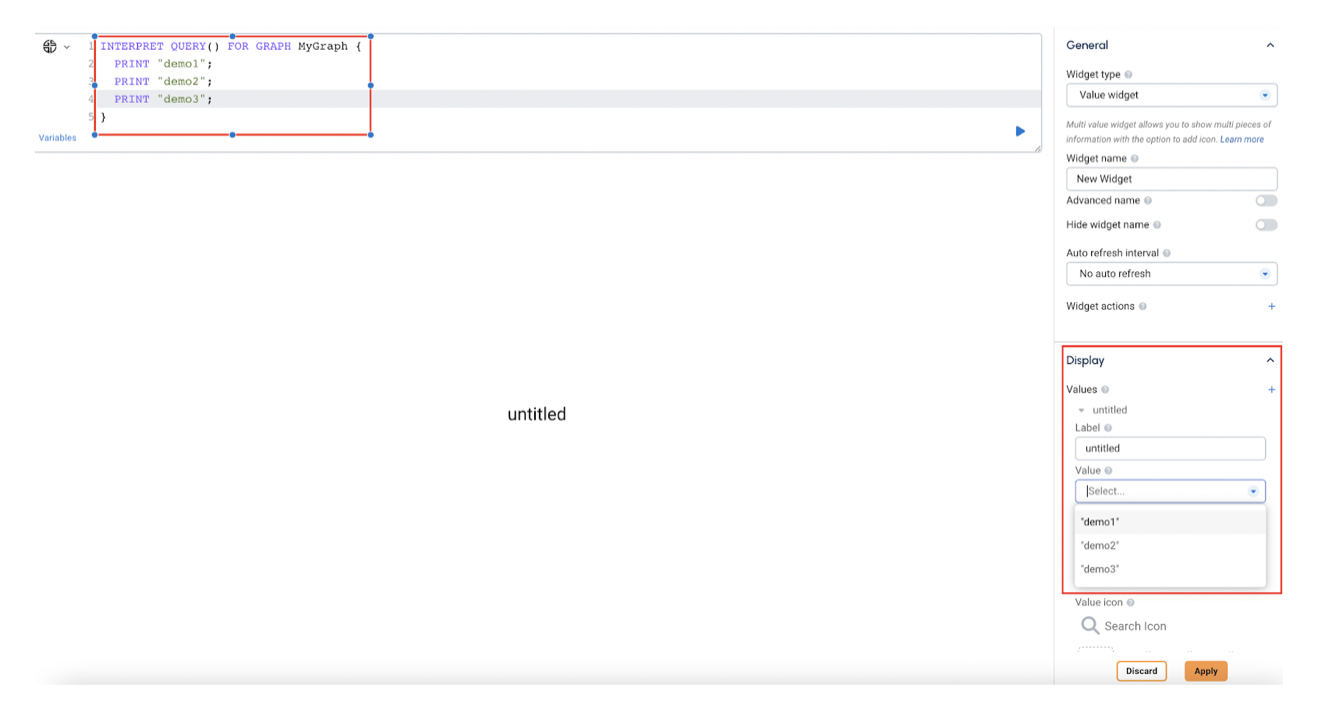 1 INTERPRET QUERY() FOR GRAPH MyGraph {
2 PRINT "demo1";
3 PRINT "demo2";
4 PRINT "demo3";
5 }
Variables
untitled
General
Widget type
Value widget
Multi value widget allows you to show multi pieces of
information with the option to add icon. Learn more
Widget name
New Widget
Advanced name
Hide widget name
Auto refresh interval
No auto refresh
Widget actions
Display
Values
untitled
Label
untitled
Value
Select...
"demo1"
"demo2"
"demo3"
Value icon
Search Icon
Discard
Apply